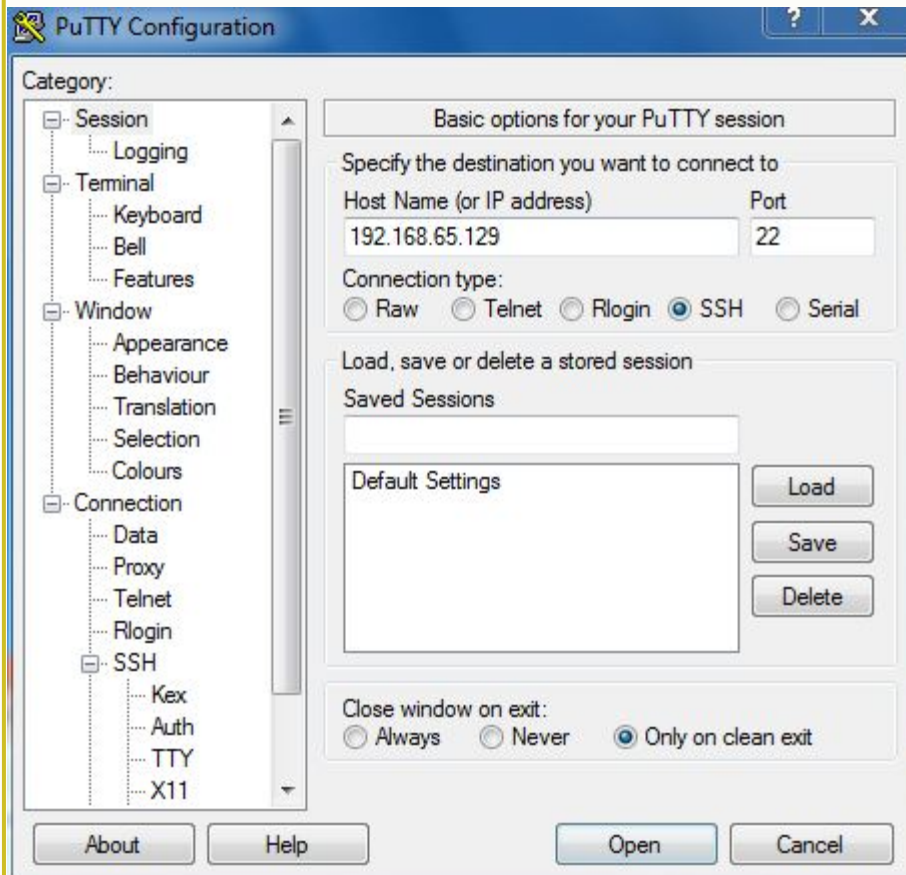 PuTTY Configuration
? X
Category:
Session
Logging
Terminal
Keyboard
Bell
Features
Window
Appearance
Behaviour
Translation
Selection
Colours
Connection
Data
Proxy
Telnet
Rlogin
SSH
Kex
Auth
TTY
X11
Basic options for your PuTTY session
Specify the destination you want to connect to
Host Name (or IP address) Port
192.168.65.129 22
Connection type:
Raw Telnet Rlogin SSH Serial
Load, save or delete a stored session
Saved Sessions
Default Settings
Load
Save
Delete
Close window on exit:
Always Never Only on clean exit
About Help Open Cancel